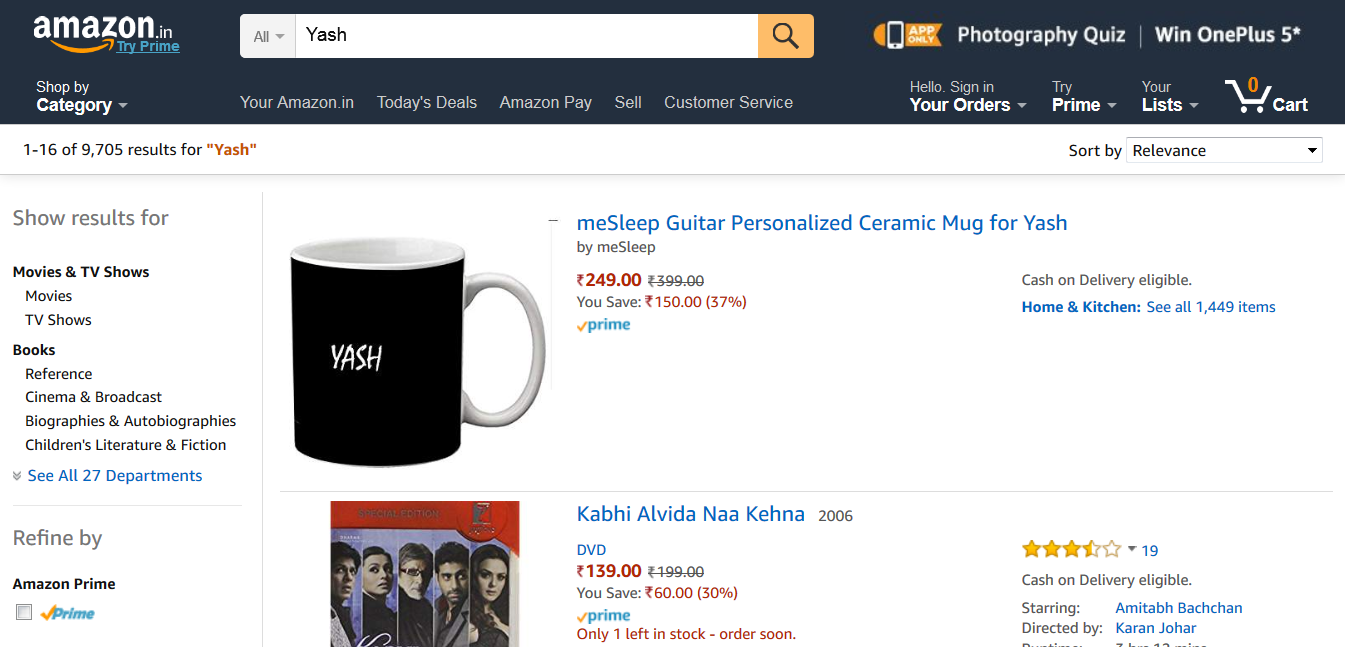 amazon.in
Try Prime
All
Yash
APP ONLY
Photography Quiz | Win OnePlus 5*
Shop by
Category
Your Amazon.in
Today's Deals
Amazon Pay
Sell
Customer Service
Hello. Sign in
Your Orders
Try
Prime
Your
Lists
0
Cart
1-16 of 9,705 results for "Yash"
Sort by
Relevance
Show results for
Movies & TV Shows
Movies
TV Shows
Books
Reference
Cinema & Broadcast
Biographies & Autobiographies
Children's Literature & Fiction
See All 27 Departments
Refine by
Amazon Prime
Prime
YASH
meSleep Guitar Personalized Ceramic Mug for Yash
by meSleep
₹249.00 ₹399.00
You Save: ₹150.00 (37%)
prime
Cash on Delivery eligible.
Home & Kitchen: See all 1,449 items
SPECIAL EDITION
Kabhi Alvida Naa Kehna 2006
DVD
₹139.00 ₹199.00
You Save: ₹60.00 (30%)
prime
Only 1 left in stock - order soon.
19
Cash on Delivery eligible.
Starring: Amitabh Bachchan
Directed by: Karan Johar